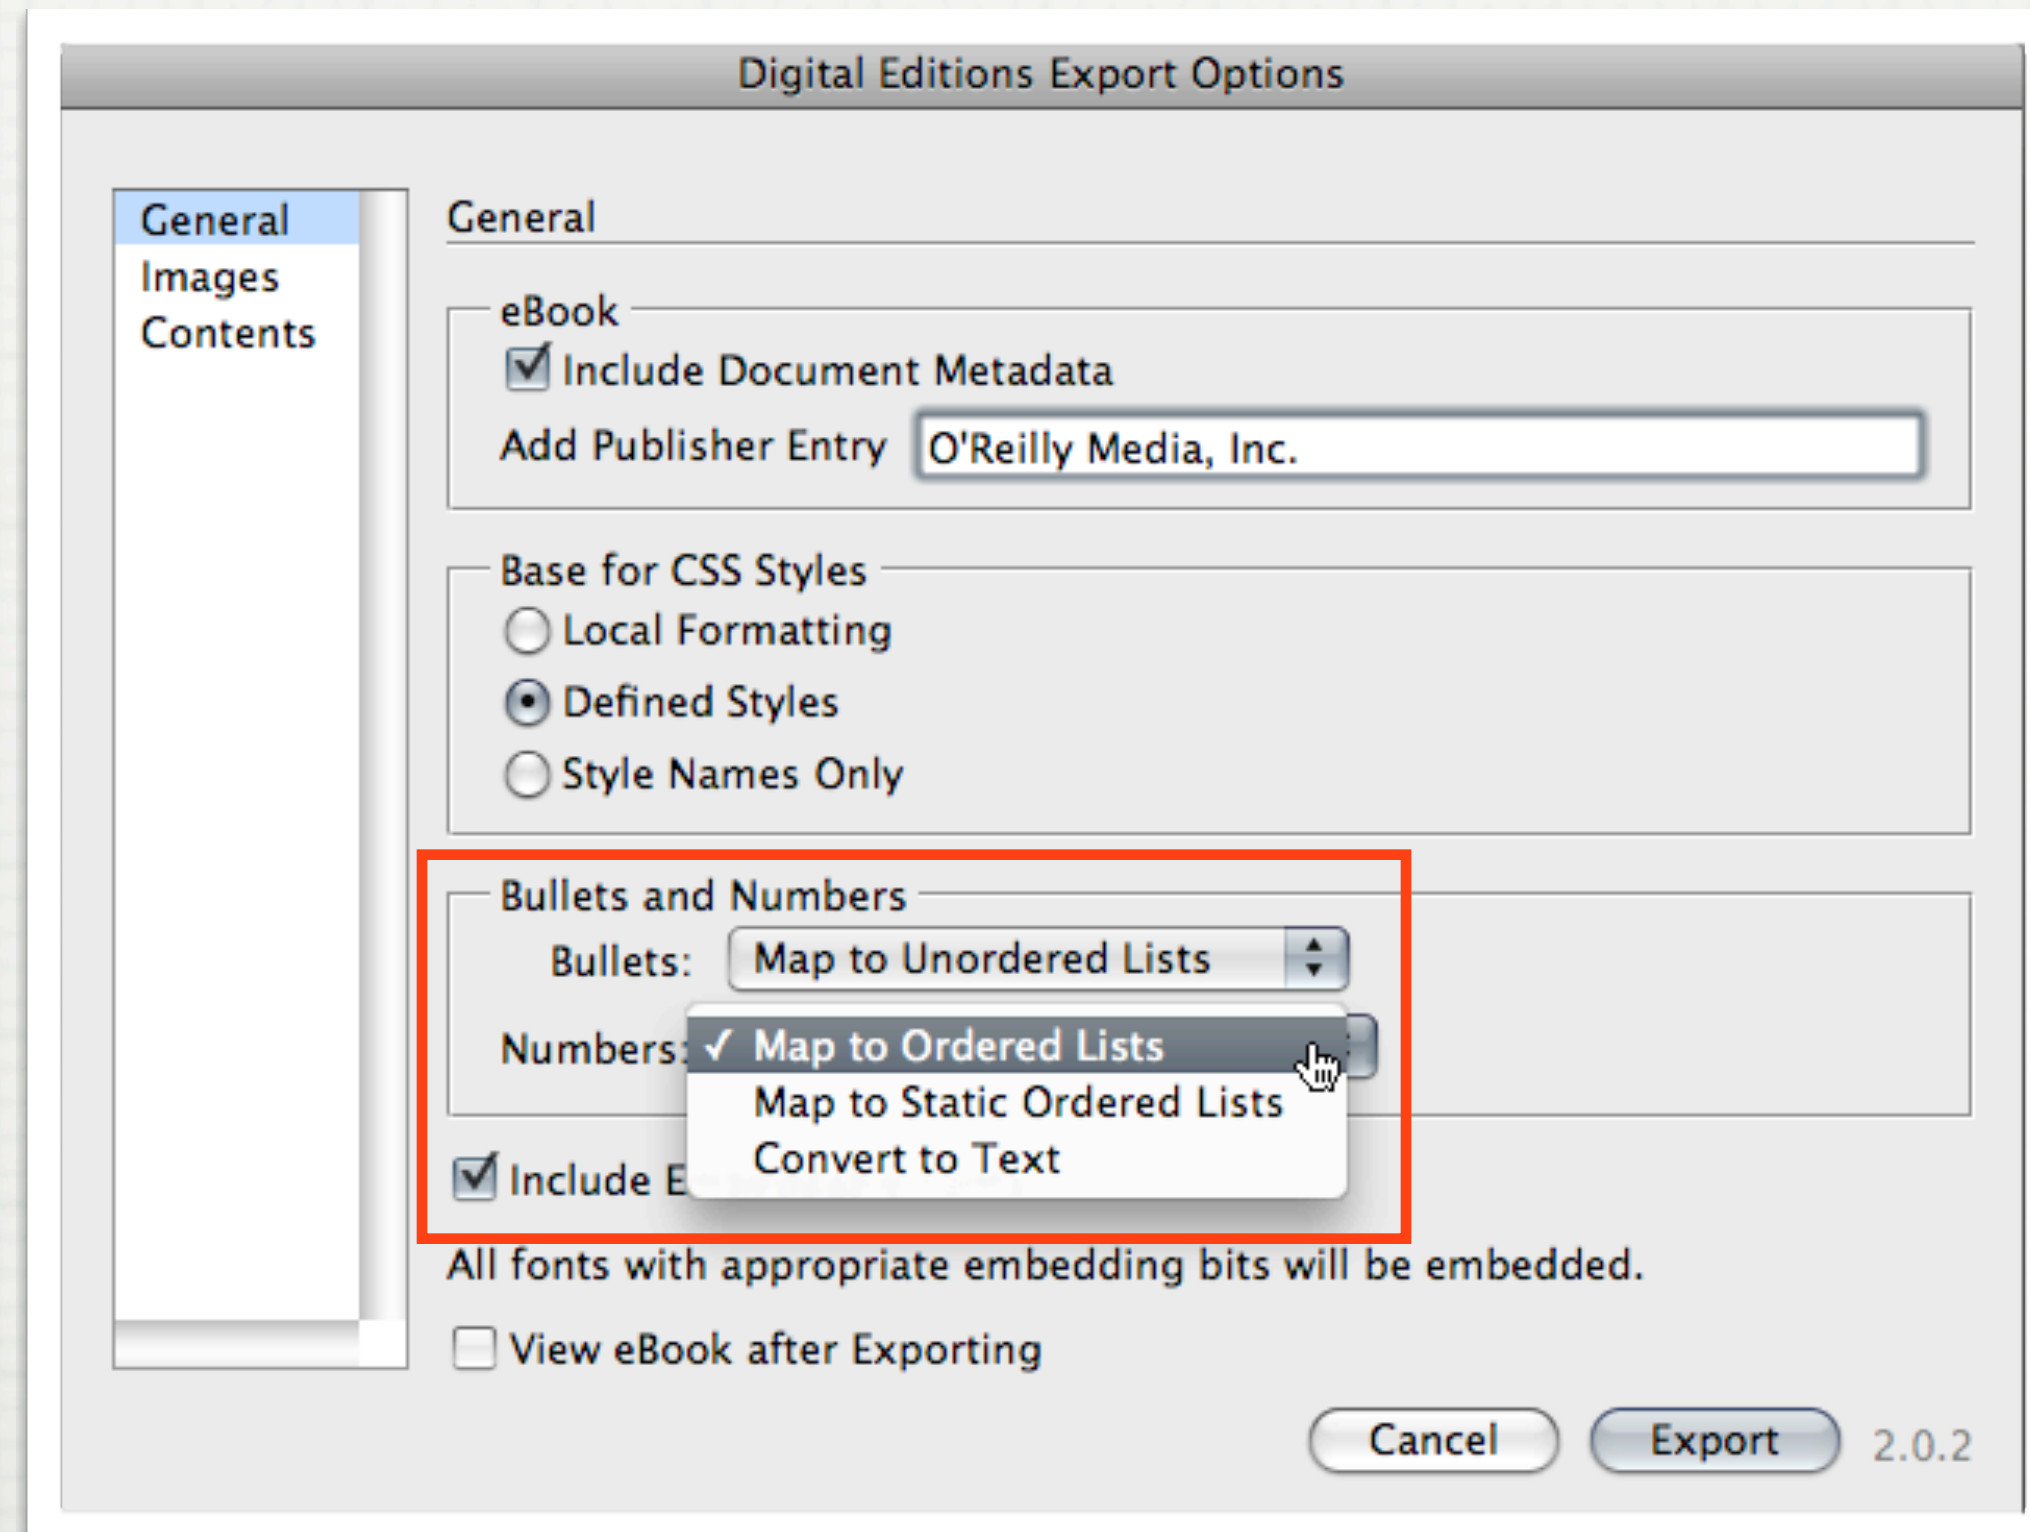 Digital Editions Export Options
General
Images
Contents
General
eBook
Include Document Metadata
Add Publisher Entry O'Reilly Media, Inc.
Base for CSS Styles
Local Formatting
Defined Styles
Style Names Only
Bullets and Numbers
Bullets: Map to Unordered Lists
Numbers: ✓ Map to Ordered Lists
Map to Static Ordered Lists
Convert to Text
Include
All fonts with appropriate embedding bits will be embedded.
View eBook after Exporting
Cancel Export 2.0.2